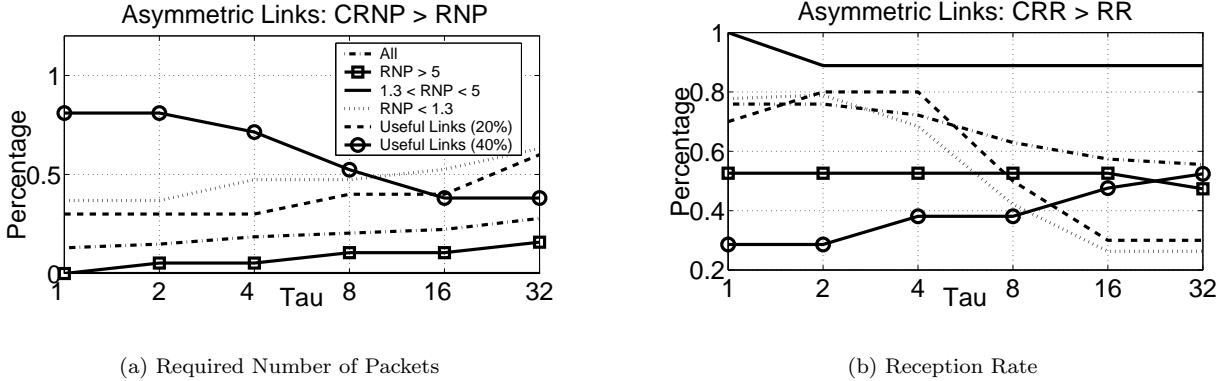 Asymmetric Links: CRNP > RNP
1
0.5
0
Percentage
All
RNP > 5
1.3 < RNP < 5
RNP < 1.3
Useful Links (20%)
Useful Links (40%)
1 2 4 8 16 32
Tau
(a) Required Number of Packets
Asymmetric Links: CRR > RR
1
0.8
0.6
0.4
0.2
Percentage
1 2 4 8 16 32
Tau
(b) Reception Rate